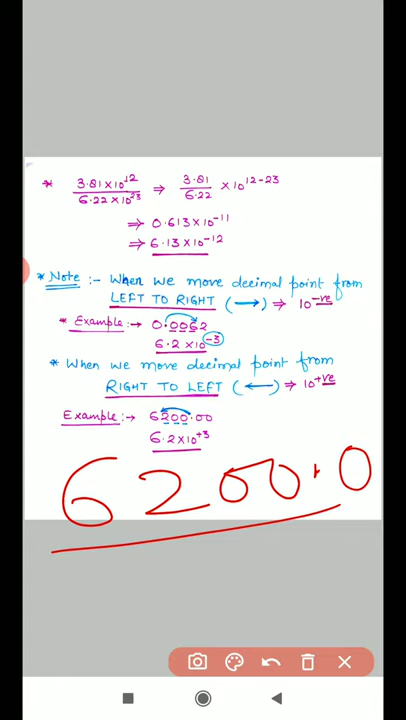 * 3.81×10¹² / 6.22×10²³ ⇒ 3.81 / 6.22 ×10¹²⁻²³
⇒ 0.613×10⁻¹¹
⇒ 6.13×10⁻¹²
* Note :- When we move decimal point from
LEFT TO RIGHT (→) ⇒ 10⁻ᵛᵉ
* Example :→ 0.0062
6.2×10⁻³
* When we move decimal point from
RIGHT TO LEFT (←) ⇒ 10⁺ᵛᵉ
Example :→ 6200.00
6.2×10⁺³
6200.0